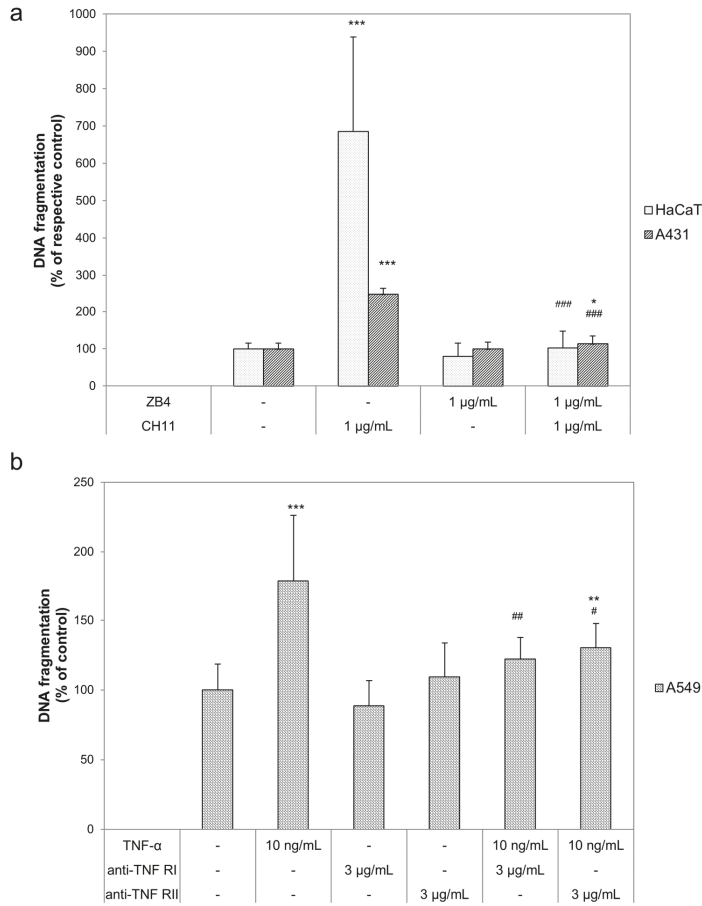 a
DNA fragmentation
(% of respective control)
1000
900
800
700
600
500
400
300
200
100
0
***
***
###
*
###
HaCaT
A431
ZB4 - - 1 µg/mL 1 µg/mL
CH11 - 1 µg/mL - 1 µg/mL
b
DNA fragmentation
(% of control)
250
200
150
100
50
0
***
##
**
#
A549
TNF-α - 10 ng/mL - - 10 ng/mL 10 ng/mL
anti-TNF RI - - 3 µg/mL - 3 µg/mL -
anti-TNF RII - - - 3 µg/mL - 3 µg/mL